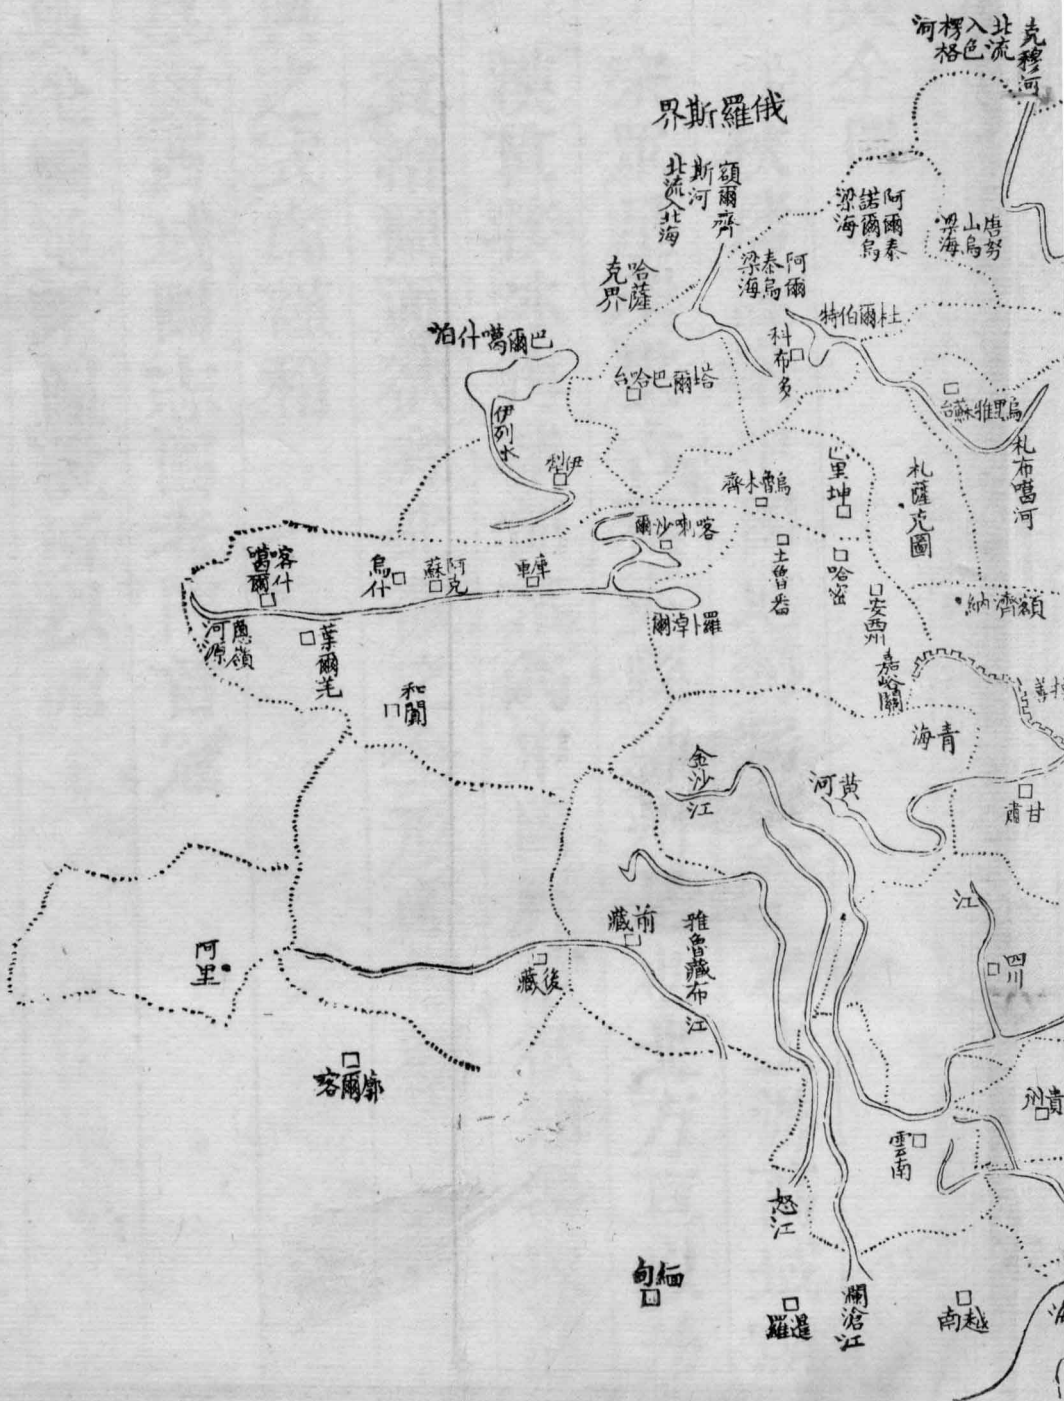 克穆河
北流
入色
楞格
河
俄羅斯界
額爾齊
斯河
北流入北海
阿爾泰
諾爾烏
梁海
唐努
山烏
梁海
阿爾
泰烏
梁海
哈薩
克界
杜爾伯特
科布多
巴爾噶什泊
塔爾巴哈台
烏里雅蘇台
伊列水
伊犁
札布噶河
札薩克圖
巴里坤
烏魯木齊
喀喇沙爾
土魯番
哈密
安西州
額濟納
嘉峪關
喀什
噶爾
烏什
阿克
蘇
庫車
羅卜淖爾
蔥嶺
河源
葉爾羌
和闐
青海
金沙江
黃河
甘肅
江
四川
前藏
雅魯藏布江
後藏
阿里
廓爾喀
貴州
雲南
怒江
緬甸
暹羅
瀾滄江
越南